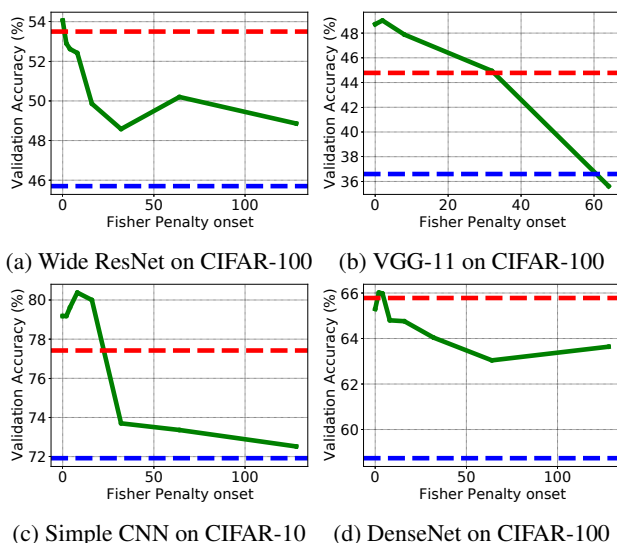 54
52
50
48
46
Validation Accuracy (%)
0
50
100
Fisher Penalty onset
(a) Wide ResNet on CIFAR-100
48
46
44
42
40
38
36
Validation Accuracy (%)
0
20
40
60
Fisher Penalty onset
(b) VGG-11 on CIFAR-100
80
78
76
74
72
Validation Accuracy (%)
0
50
100
Fisher Penalty onset
(c) Simple CNN on CIFAR-10
66
64
62
60
Validation Accuracy (%)
0
100
Fisher Penalty onset
(d) DenseNet on CIFAR-100